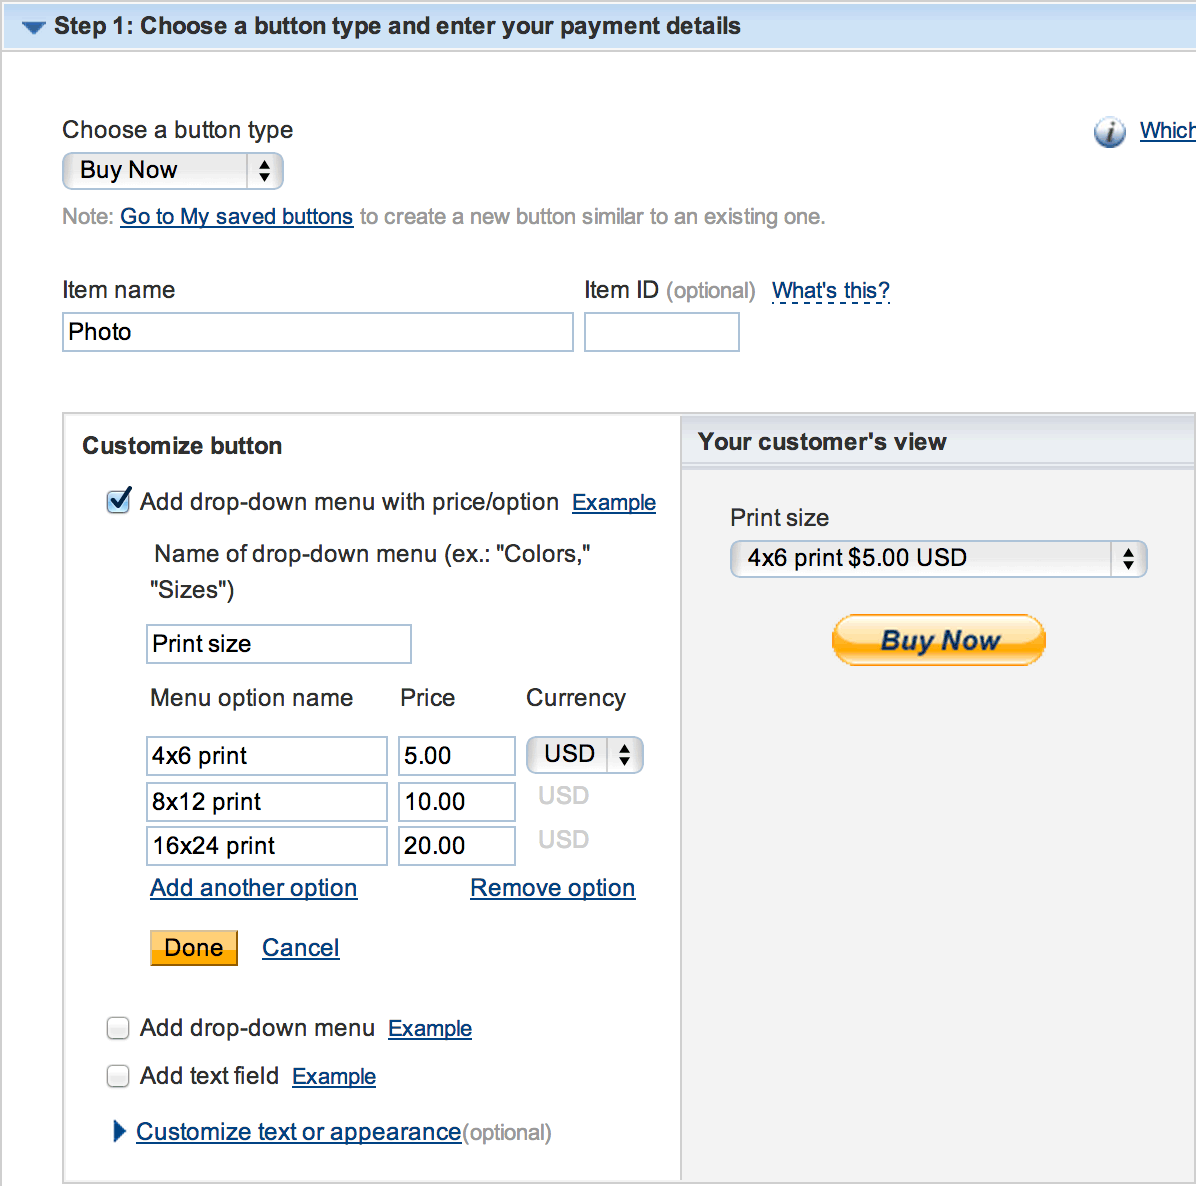 Step 1: Choose a button type and enter your payment details
Choose a button type
Which
Buy Now
Note: Go to My saved buttons to create a new button similar to an existing one.
Item name
Item ID (optional) What's this?
Photo
Customize button
Add drop-down menu with price/option Example
Name of drop-down menu (ex.: "Colors,"
"Sizes")
Print size
Menu option name Price Currency
4x6 print 5.00 USD
8x12 print 10.00 USD
16x24 print 20.00 USD
Add another option Remove option
Done Cancel
Add drop-down menu Example
Add text field Example
Customize text or appearance(optional)
Your customer's view
Print size
4x6 print $5.00 USD
Buy Now